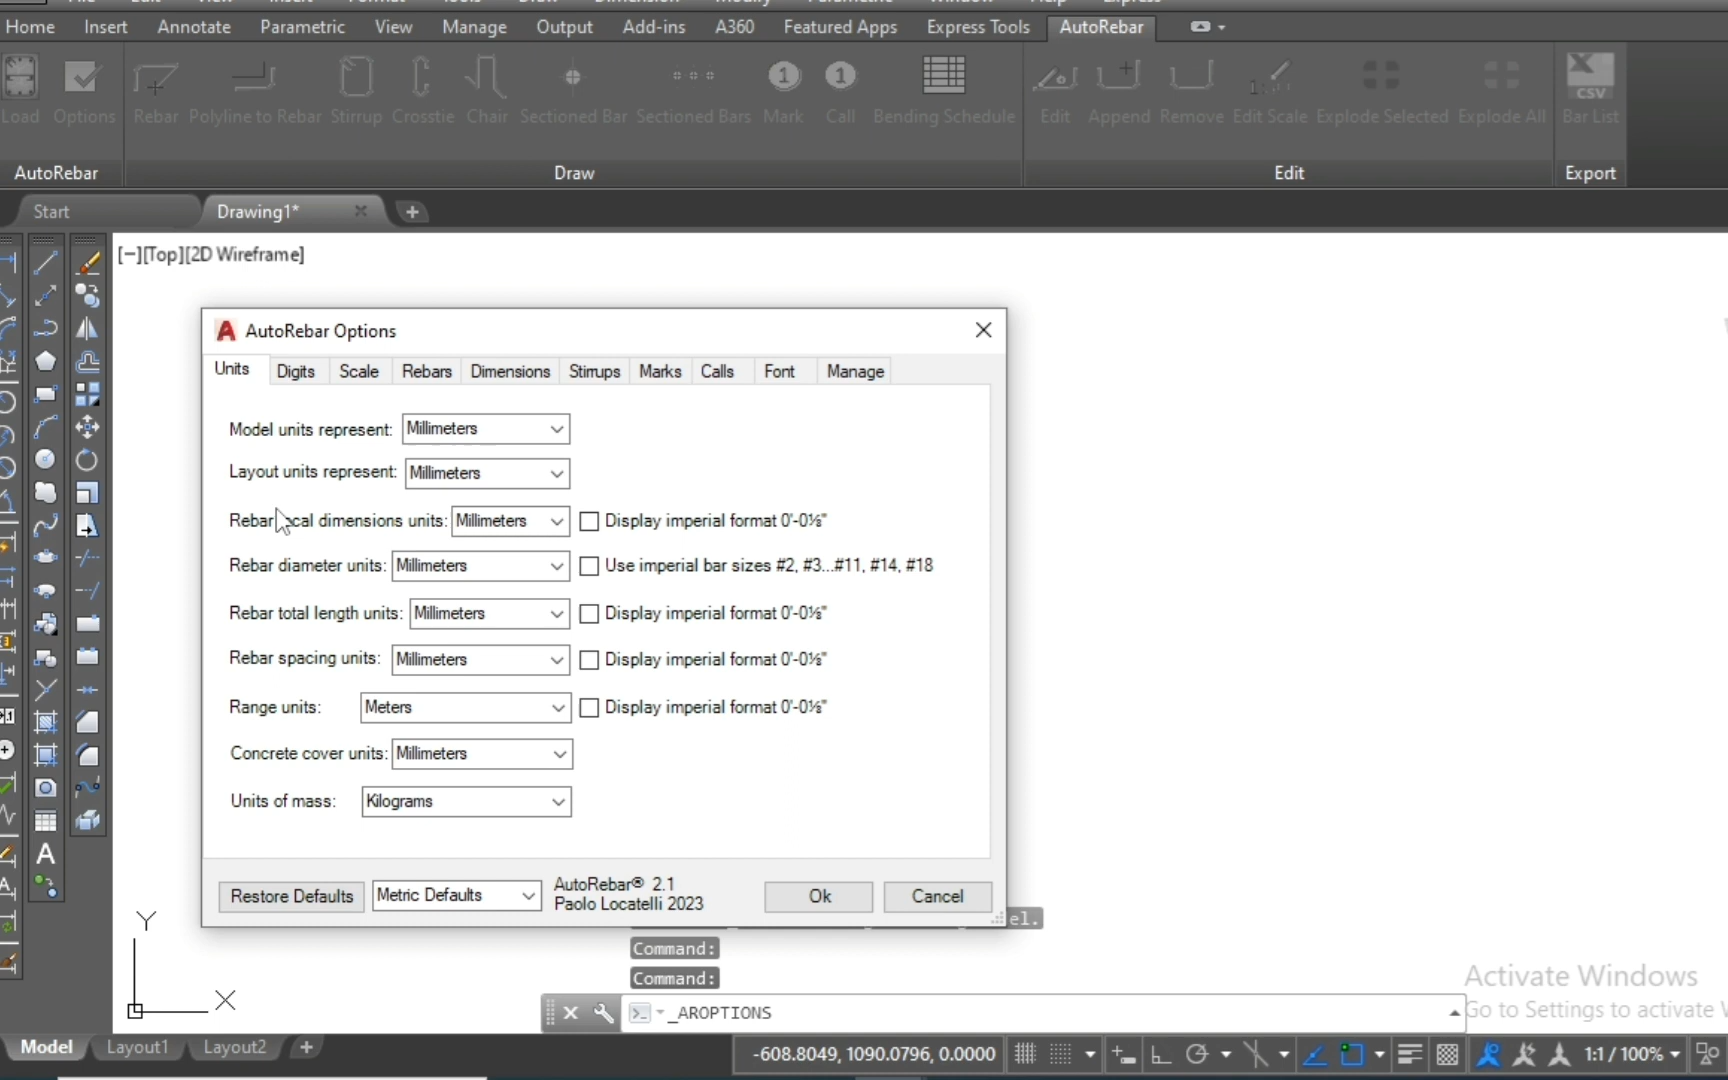 Home Insert Annotate Parametric View Manage Output Add-ins A360 Featured Apps Express Tools AutoRebar
Load Options Rebar Polyline to Rebar Stirrup Crosstie Chair Sectioned Bar Sectioned Bars Mark Call Bending Schedule Edit Append Remove Edit Scale Explode Selected Explode All Bar List
AutoRebar Draw Edit Export
Start Drawing1*
[−][Top][2D Wireframe]
AutoRebar Options
Units Digits Scale Rebars Dimensions Stirrups Marks Calls Font Manage
Model units represent: Millimeters
Layout units represent: Millimeters
Rebar local dimensions units: Millimeters Display imperial format 0'-0⅛"
Rebar diameter units: Millimeters Use imperial bar sizes #2, #3...#11, #14, #18
Rebar total length units: Millimeters Display imperial format 0'-0⅛"
Rebar spacing units: Millimeters Display imperial format 0'-0⅛"
Range units: Meters Display imperial format 0'-0⅛"
Concrete cover units: Millimeters
Units of mass: Kilograms
Restore Defaults Metric Defaults AutoRebar® 2.1 Ok Cancel
Paolo Locatelli 2023
el.
Command:
Command:
_AROPTIONS
Y
X
Activate Windows
Go to Settings to activate
Model Layout1 Layout2
-608.8049, 1090.0796, 0.0000 1:1 / 100%